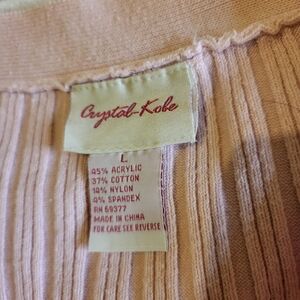 Crystal-Kobe
L
45% ACRYLIC
37% COTTON
14% NYLON
4% SPANDEX
RN 69377
MADE IN CHINA
FOR CARE SEE REVERSE